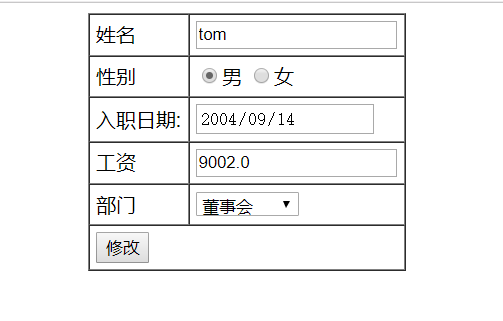 姓名 tom
性别 男 女
入职日期: 2004/09/14
工资 9002.0
部门 董事会
修改